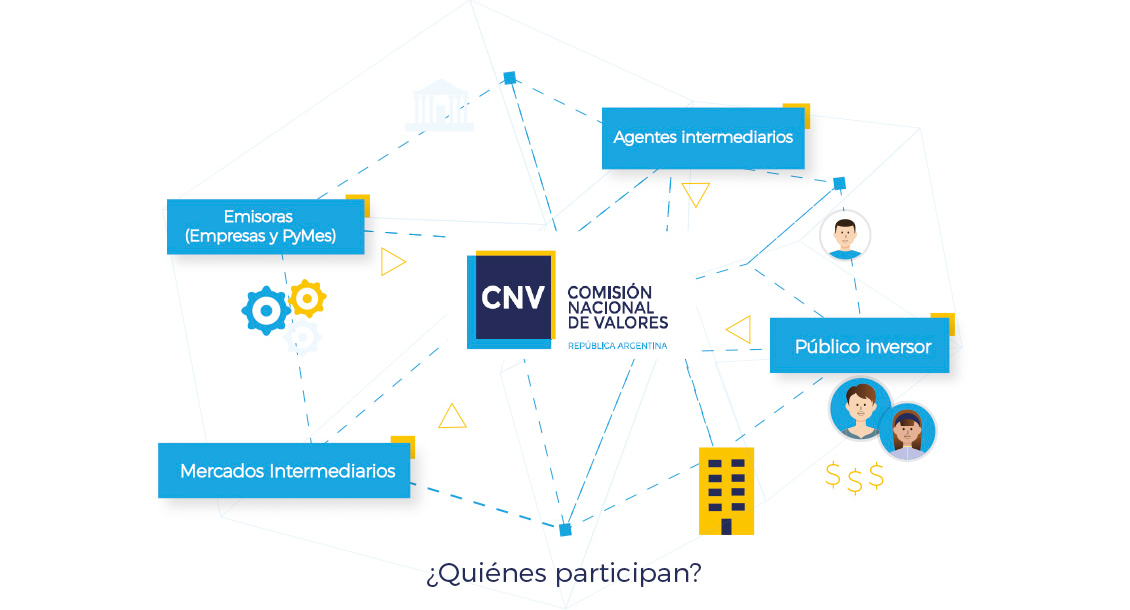 Agentes intermediarios
Emisoras
(Empresas y PyMes)
CNV
COMISIÓN
NACIONAL
DE VALORES
REPÚBLICA ARGENTINA
Público inversor
Mercados Intermediarios
$ $ $
¿Quiénes participan?